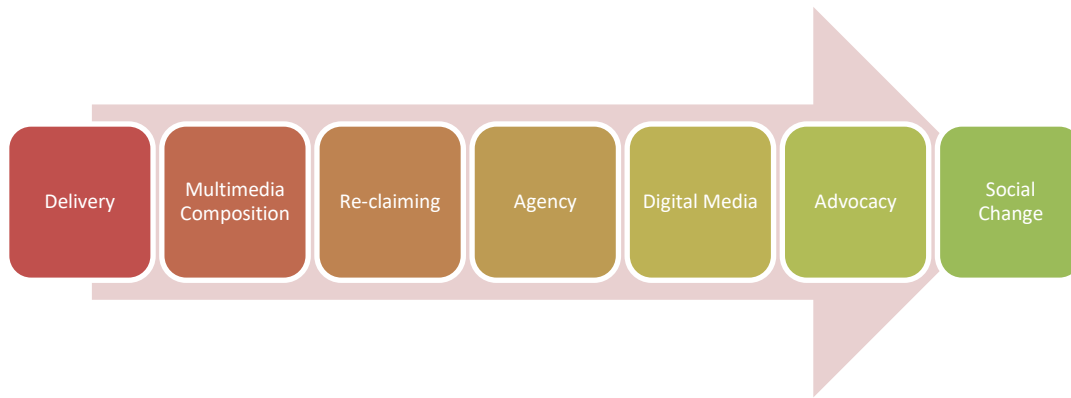 Delivery
Multimedia
Composition
Re-claiming
Agency
Digital Media
Advocacy
Social
Change